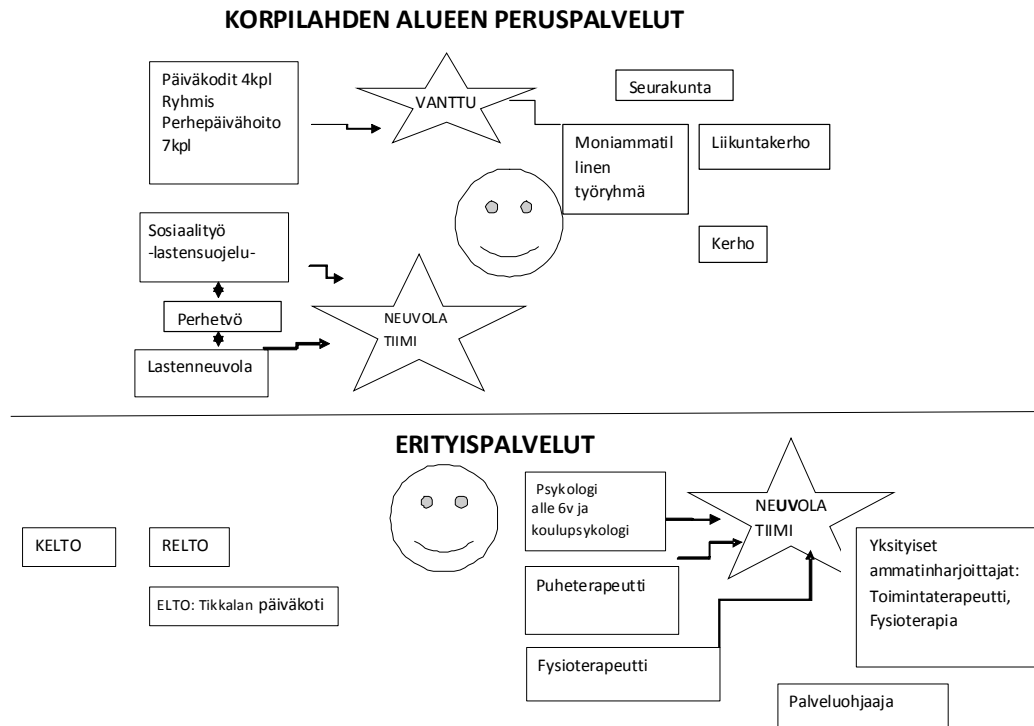 KORPILAHDEN ALUEEN PERUSPALVELUT
Päiväkodit 4kpl
Ryhmis
Perhepäivähoito
7kpl
VANTTU
Seurakunta
Moniammatil
linen
työryhmä
Liikuntakerho
Sosiaalityö
-lastensuojelu-
Kerho
Perhetvö
NEUVOLA
TIIMI
Lastenneuvola
ERITYISPALVELUT
Psykologi
alle 6v ja
koulupsykologi
NEUVOLA
TIIMI
KELTO
RELTO
Yksityiset
ammatinharjoittajat:
Toimintaterapeutti,
Fysioterapia
Puheterapeutti
ELTO: Tikkalan päiväkoti
Fysioterapeutti
Palveluohjaaja